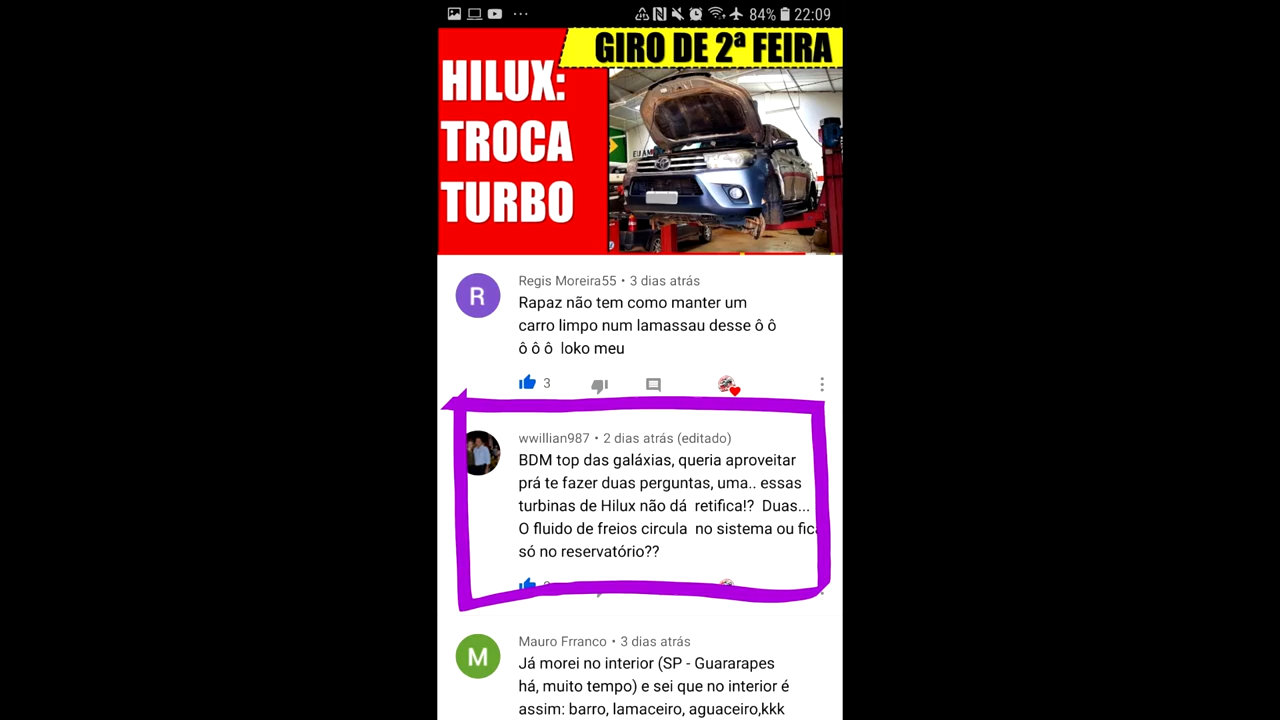 84% 22:09
GIRO DE 2ª FEIRA
HILUX:
TROCA
TURBO
Regis Moreira55 • 3 dias atrás
R
Rapaz não tem como manter um
carro limpo num lamassau desse ô ô
ô ô ô loko meu
3
wwillian987 • 2 dias atrás (editado)
BDM top das galáxias, queria aproveitar
prá te fazer duas perguntas, uma.. essas
turbinas de Hilux não dá retifica!? Duas...
O fluido de freios circula no sistema ou fica
só no reservatório??
Mauro Frranco • 3 dias atrás
M
Já morei no interior (SP - Guararapes
há, muito tempo) e sei que no interior é
assim: barro, lamaceiro, aguaceiro,kkk